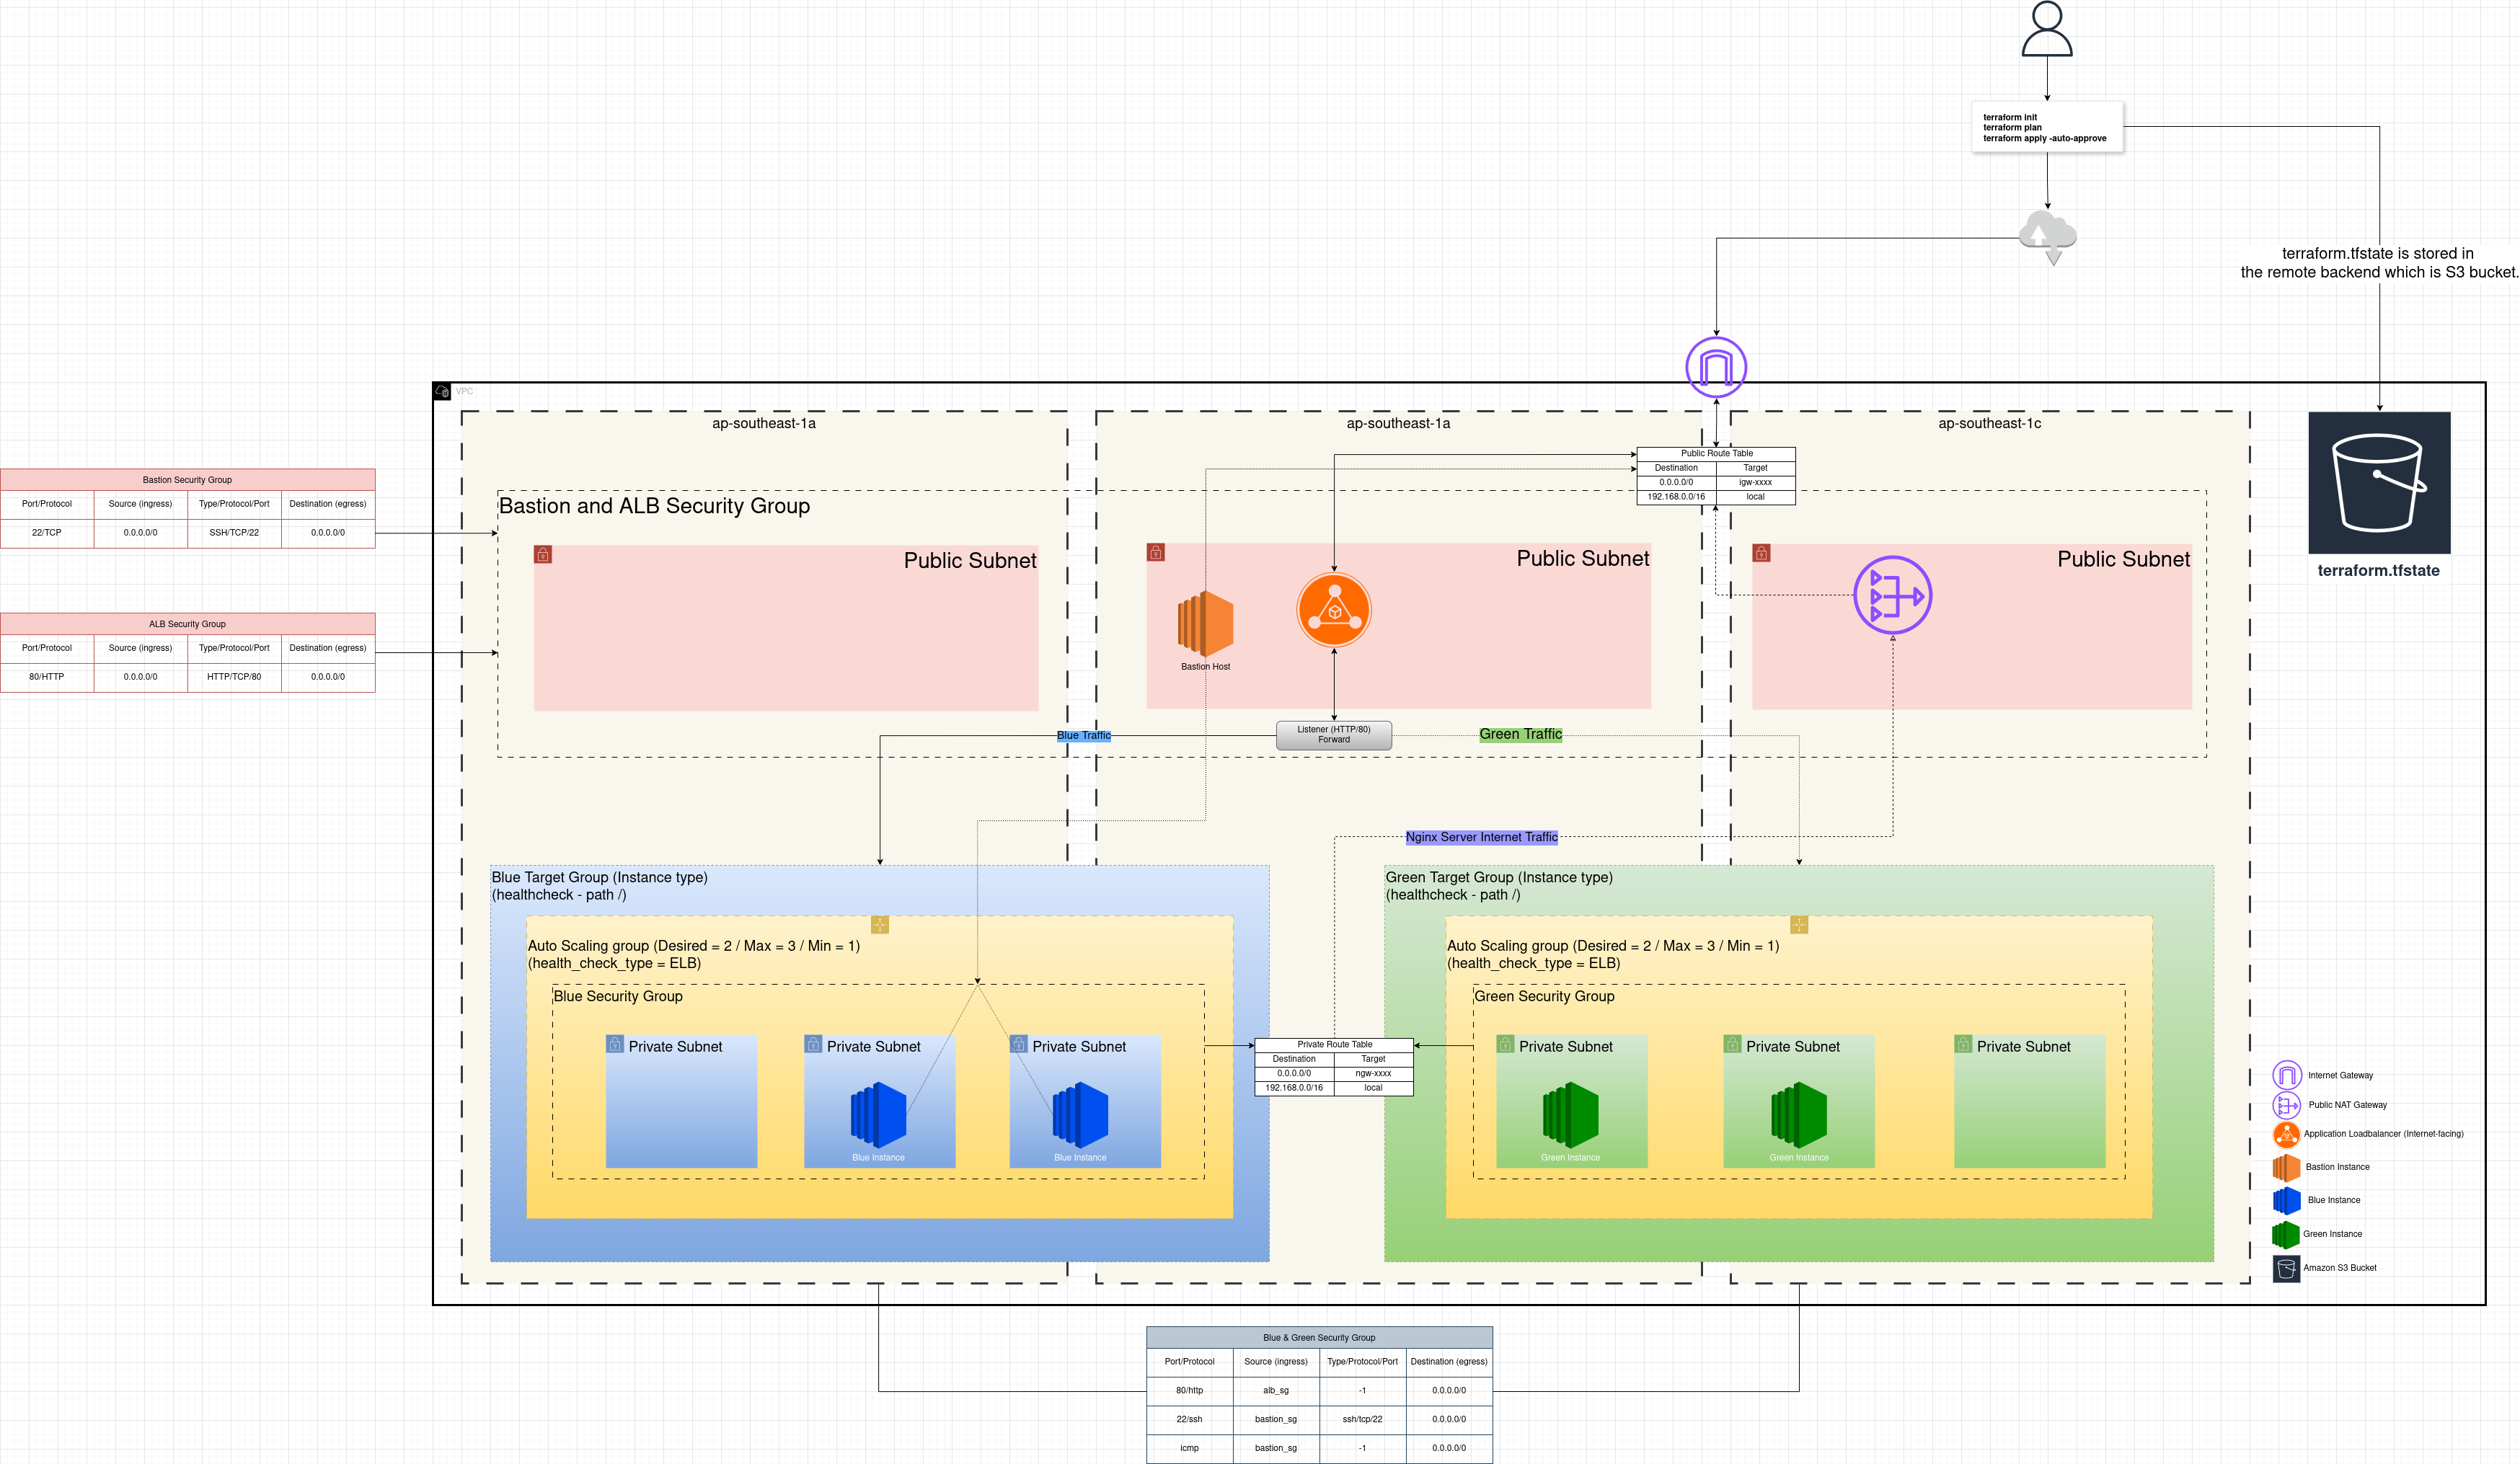 terraform init
terraform plan
terraform apply -auto-approve
terraform.tfstate is stored in
the remote backend which is S3 bucket.
VPC
ap-southeast-1a
ap-southeast-1a
ap-southeast-1c
Public Route Table
Destination Target
0.0.0.0/0 igw-xxxx
192.168.0.0/16 local
Bastion Security Group
Port/Protocol Source (ingress) Type/Protocol/Port Destination (egress)
22/TCP 0.0.0.0/0 SSH/TCP/22 0.0.0.0/0
Bastion and ALB Security Group
Public Subnet
Public Subnet
Public Subnet
terraform.tfstate
ALB Security Group
Port/Protocol Source (ingress) Type/Protocol/Port Destination (egress)
80/HTTP 0.0.0.0/0 HTTP/TCP/80 0.0.0.0/0
Bastion Host
Listener (HTTP/80)
Forward
Blue Traffic
Green Traffic
Nginx Server Internet Traffic
Blue Target Group (Instance type)
(healthcheck - path /)
Auto Scaling group (Desired = 2 / Max = 3 / Min = 1)
(health_check_type = ELB)
Blue Security Group
Private Subnet
Private Subnet
Private Subnet
Blue Instance
Blue Instance
Private Route Table
Destination Target
0.0.0.0/0 ngw-xxxx
192.168.0.0/16 local
Green Target Group (Instance type)
(healthcheck - path /)
Auto Scaling group (Desired = 2 / Max = 3 / Min = 1)
(health_check_type = ELB)
Green Security Group
Private Subnet
Private Subnet
Private Subnet
Green Instance
Green Instance
Internet Gateway
Public NAT Gateway
Application Loadbalancer (Internet-facing)
Bastion Instance
Blue Instance
Green Instance
Amazon S3 Bucket
Blue & Green Security Group
Port/Protocol Source (ingress) Type/Protocol/Port Destination (egress)
80/http alb_sg -1 0.0.0.0/0
22/ssh bastion_sg ssh/tcp/22 0.0.0.0/0
icmp bastion_sg -1 0.0.0.0/0